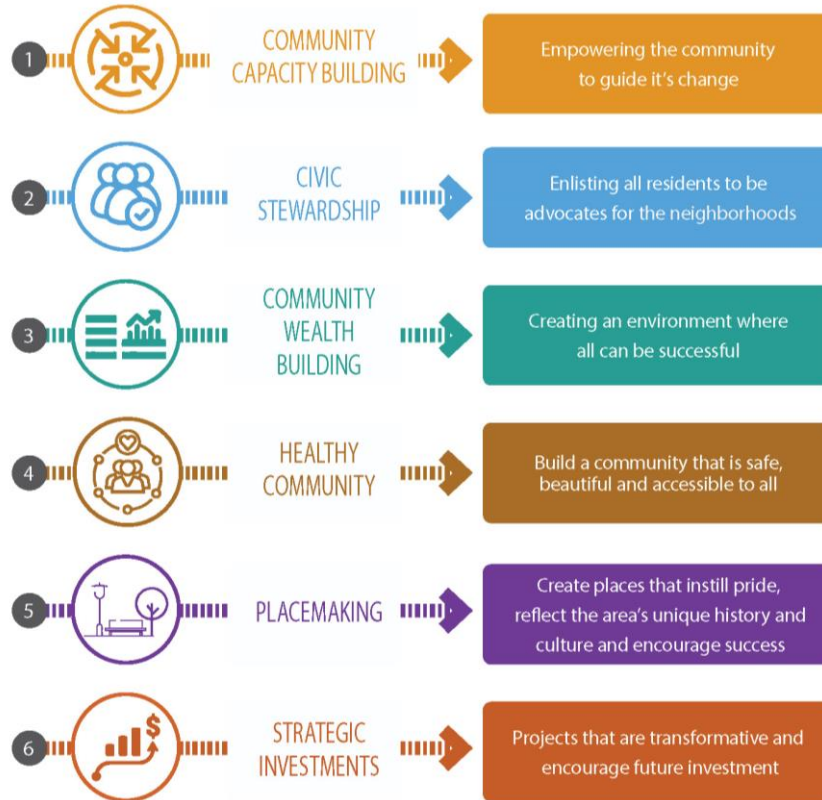 1
COMMUNITY
CAPACITY BUILDING
Empowering the community
to guide it's change
2
CIVIC
STEWARDSHIP
Enlisting all residents to be
advocates for the neighborhoods
3
COMMUNITY
WEALTH
BUILDING
Creating an environment where
all can be successful
4
HEALTHY
COMMUNITY
Build a community that is safe,
beautiful and accessible to all
5
PLACEMAKING
Create places that instill pride,
reflect the area's unique history and
culture and encourage success
6
$
STRATEGIC
INVESTMENTS
Projects that are transformative and
encourage future investment